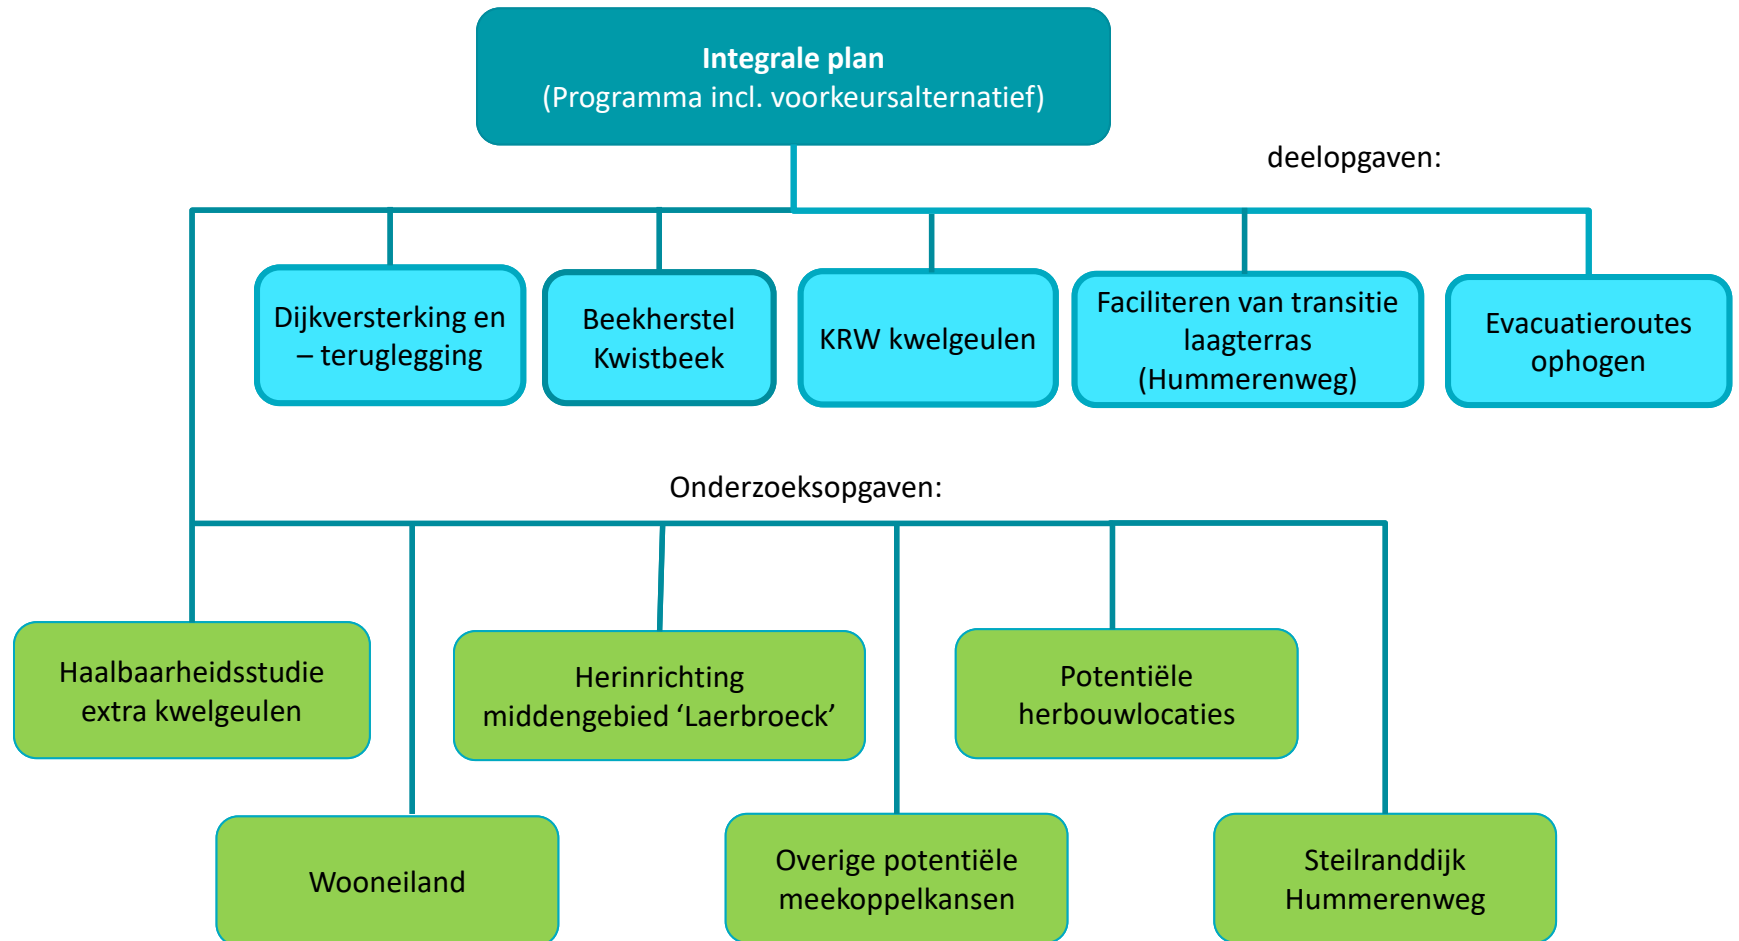 Integrale plan
(Programma incl. voorkeursalternatief)
deelopgaven:
Dijkversterking en
– teruglegging
Beekherstel
Kwistbeek
KRW kwelgeulen
Faciliteren van transitie
laagterras
(Hummerenweg)
Evacuatieroutes
ophogen
Onderzoeksopgaven:
Haalbaarheidsstudie
extra kwelgeulen
Herinrichting
middengebied ‘Laerbroeck’
Potentiële
herbouwlocaties
Wooneiland
Overige potentiële
meekoppelkansen
Steilranddijk
Hummerenweg